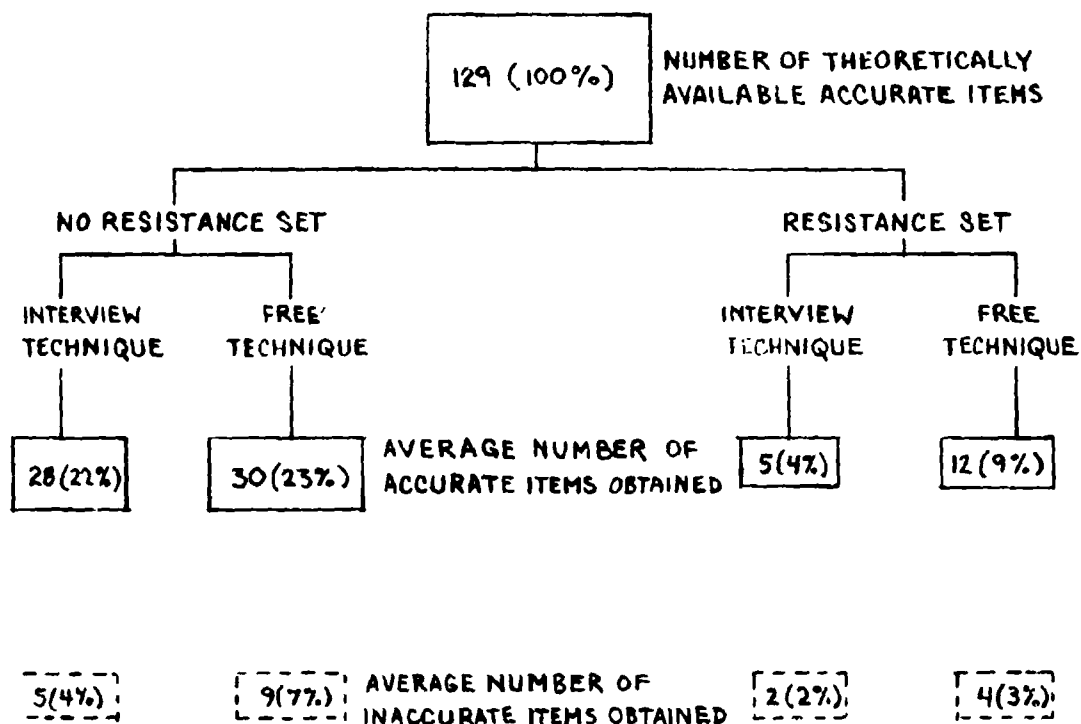 129 (100%)
NUMBER OF THEORETICALLY
AVAILABLE ACCURATE ITEMS
NO RESISTANCE SET
RESISTANCE SET
INTERVIEW
TECHNIQUE
FREE'
TECHNIQUE
INTERVIEW
TECHNIQUE
FREE
TECHNIQUE
28(22%)
30(23%)
AVERAGE NUMBER OF
ACCURATE ITEMS OBTAINED
5(4%)
12(9%)
5(4%)
9(7%)
AVERAGE NUMBER OF
INACCURATE ITEMS OBTAINED
2(2%)
4(3%)